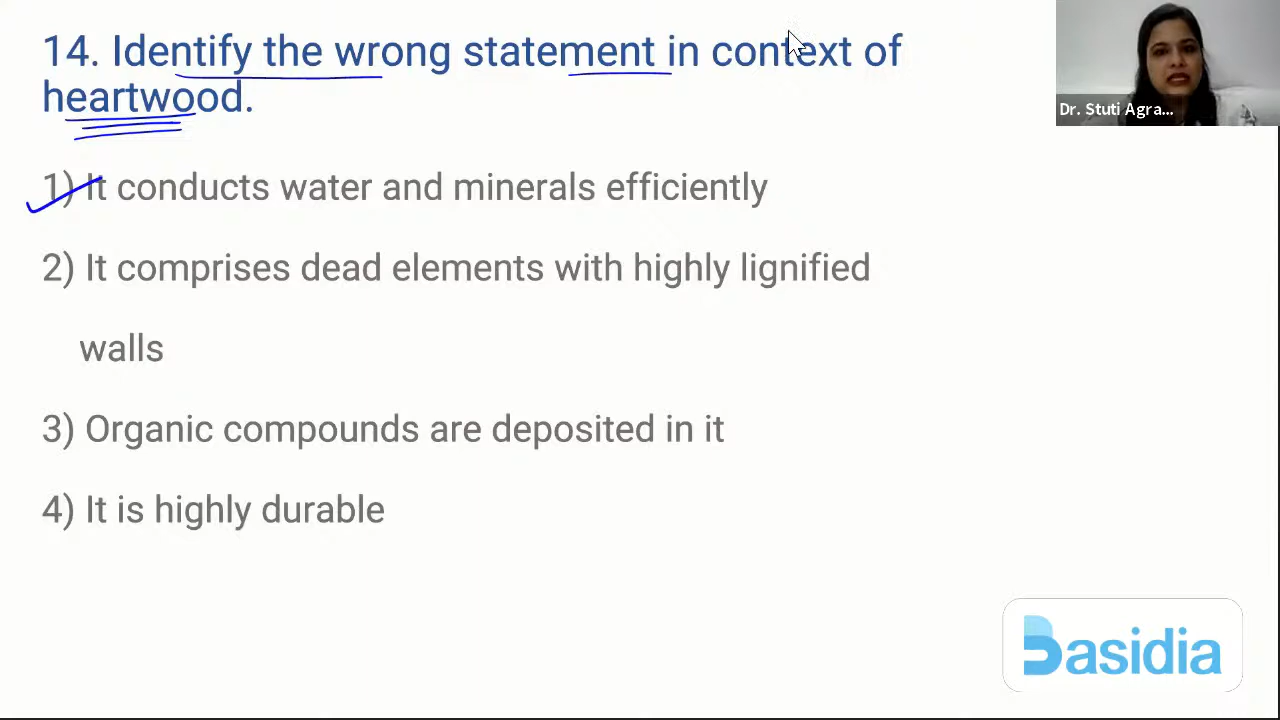 14. Identify the wrong statement in context of
heartwood.
Dr. Stuti Agra...
1) It conducts water and minerals efficiently
2) It comprises dead elements with highly lignified
walls
3) Organic compounds are deposited in it
4) It is highly durable
Basidia